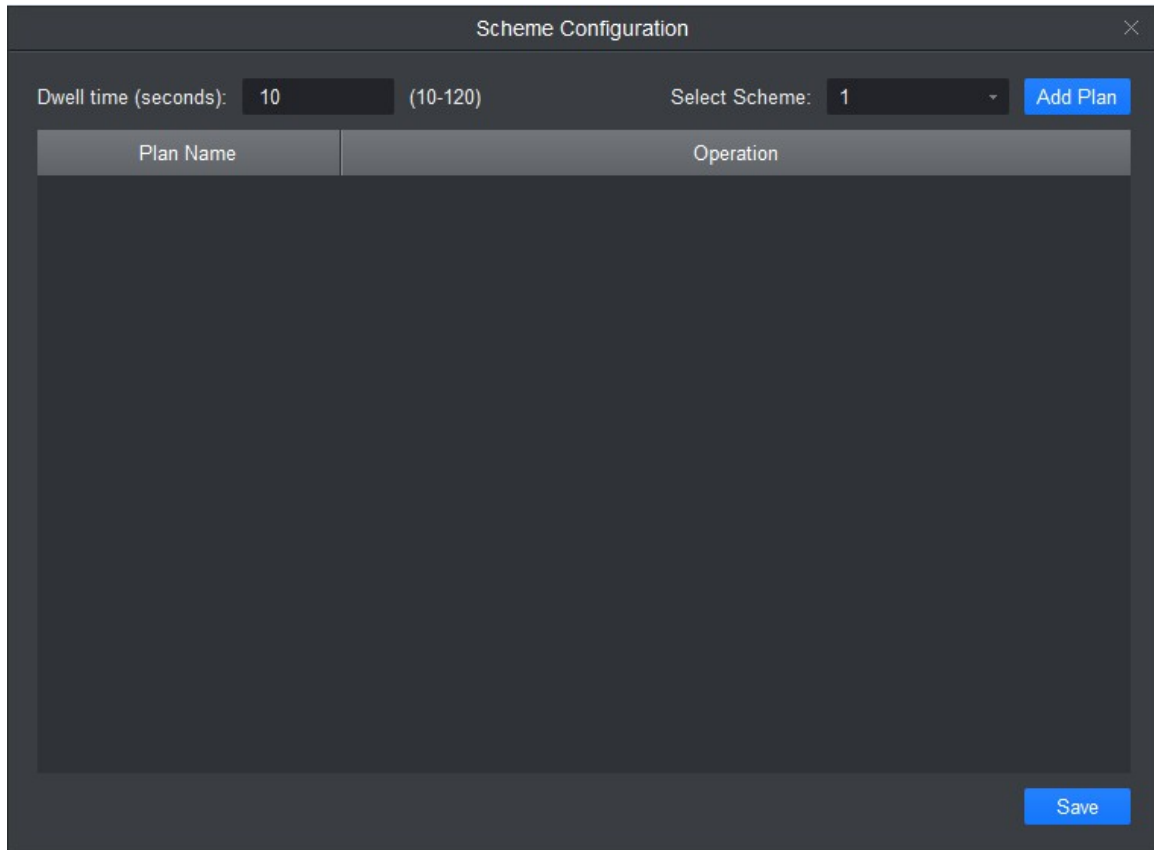 Scheme Configuration
Dwell time (seconds): 10 (10-120) Select Scheme: 1 Add Plan
Plan Name Operation
Save